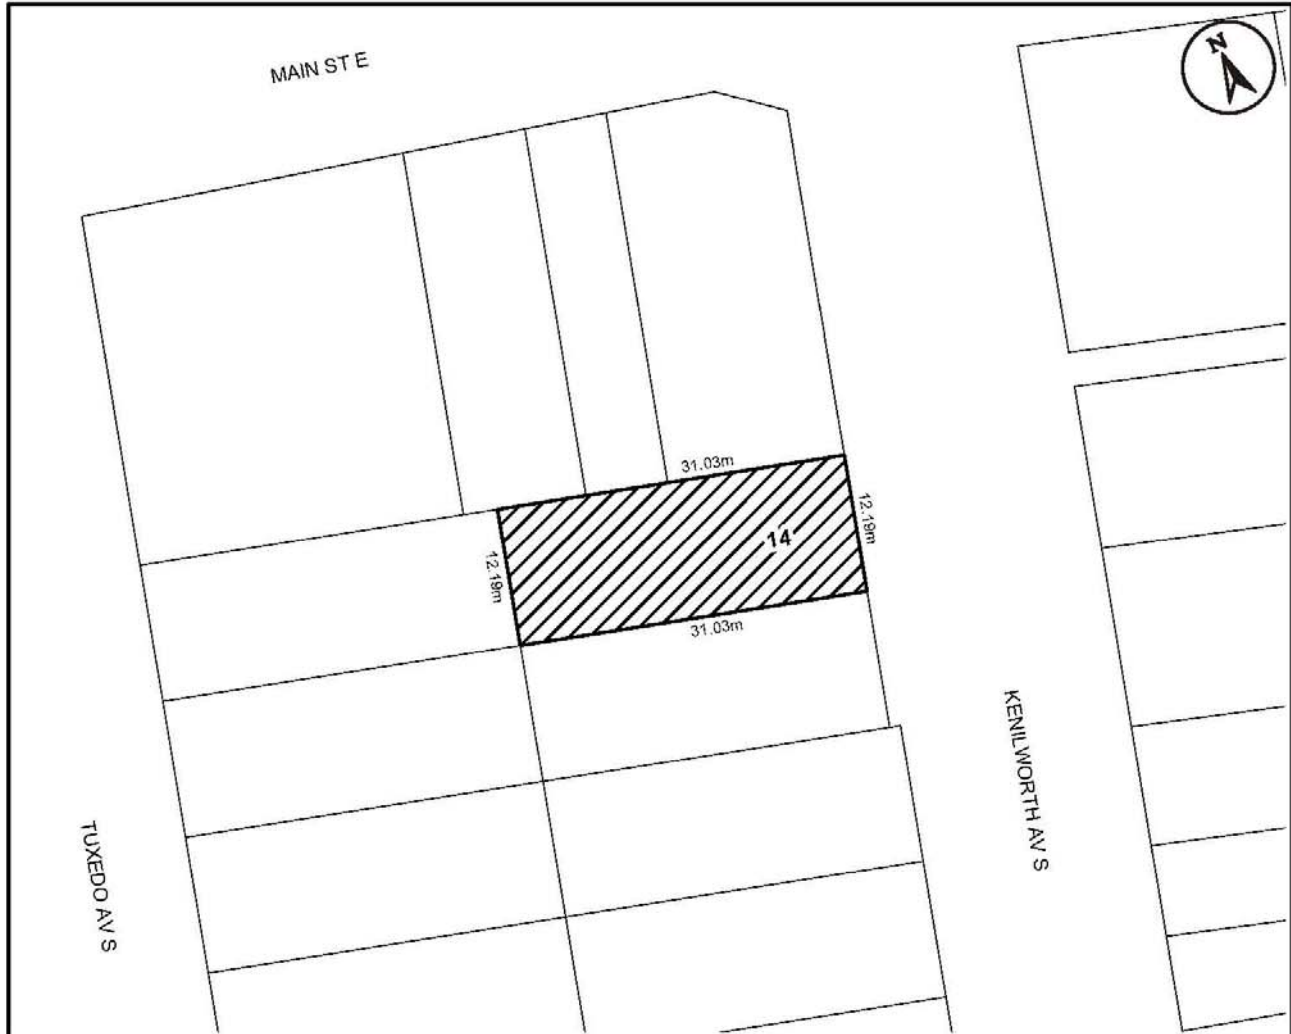 MAIN ST E
N
31.03m
12.19m
14
12.19m
31.03m
KENILWORTH AV S
TUXEDO AV S